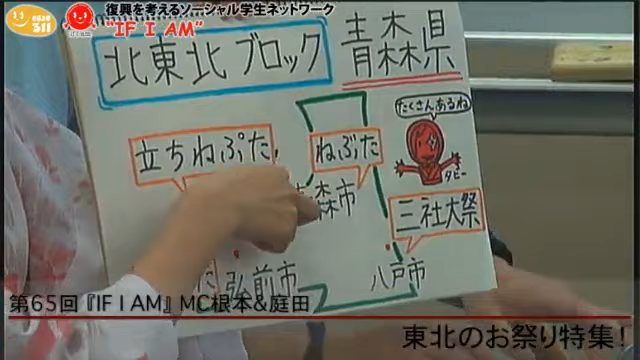 復興を考えるソーシャル学生ネットワーク
311
"IF I AM"
北東北ブロック
青森県
たくさんあるね
タビー
立ちねぷた
ねぶた
森市
三社大祭
弘前市
八戸市
第65回『IF I AM』MC根本&庭田
東北のお祭り特集!